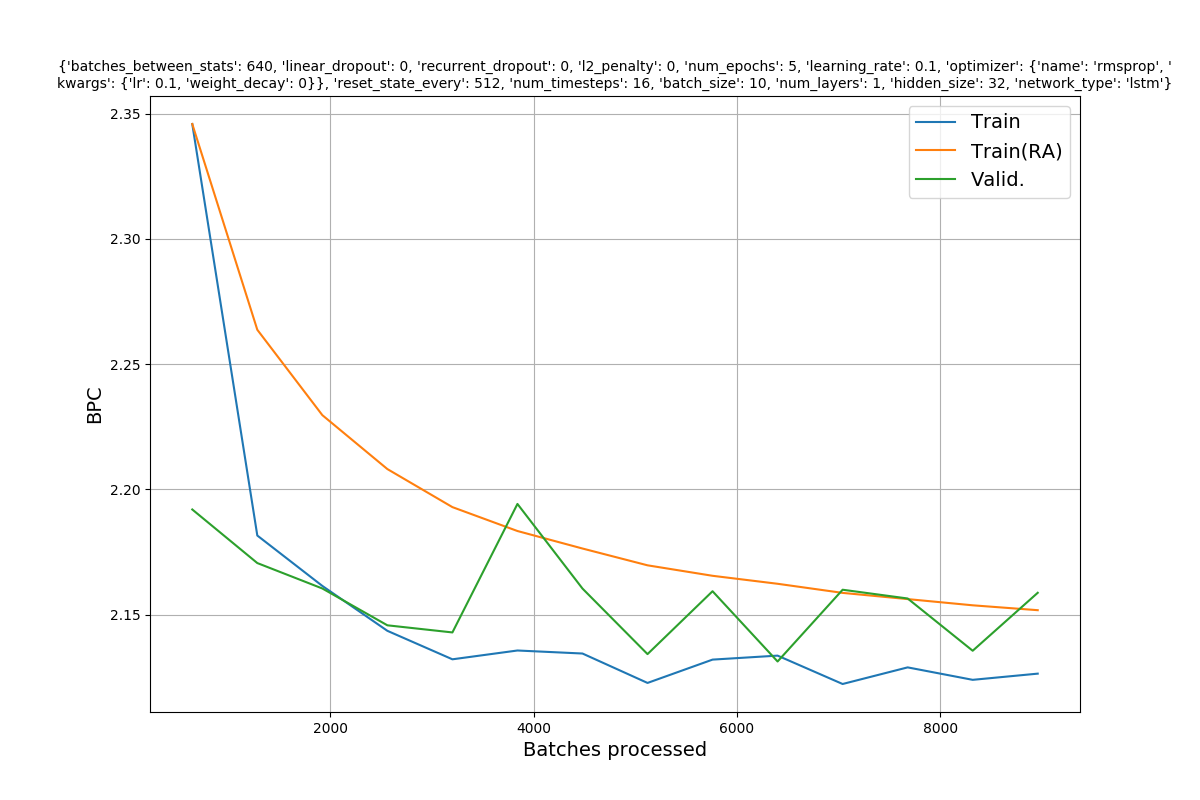 {'batches_between_stats': 640, 'linear_dropout': 0, 'recurrent_dropout': 0, 'l2_penalty': 0, 'num_epochs': 5, 'learning_rate': 0.1, 'optimizer': {'name': 'rmsprop', '
kwargs': {'lr': 0.1, 'weight_decay': 0}}, 'reset_state_every': 512, 'num_timesteps': 16, 'batch_size': 10, 'num_layers': 1, 'hidden_size': 32, 'network_type': 'lstm'}
2.35
2.30
2.25
2.20
2.15
BPC
Train
Train(RA)
Valid.
2000
4000
6000
8000
Batches processed